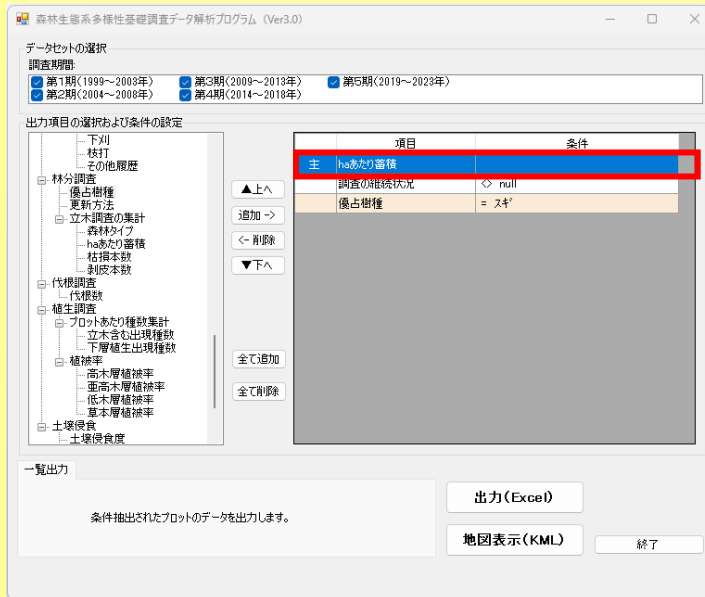 森林生態系多様性基礎調査データ解析プログラム (Ver3.0)
データセットの選択
調査期間:
第1期(1999~2003年) 第3期(2009~2013年) 第5期(2019~2023年)
第2期(2004~2008年) 第4期(2014~2018年)
出力項目の選択および条件の設定
下刈
枝打
その他履歴
林分調査
優占樹種
更新方法
立木調査の集計
森林タイプ
haあたり蓄積
枯損本数
剥皮本数
伐根調査
伐根数
植生調査
プロットあたり種数集計
立木含む出現種数
下層植生出現種数
植被率
高木層植被率
亜高木層植被率
低木層植被率
草本層植被率
土壌侵食
土壌侵食度
▲上へ
追加 ->
<- 削除
▼下へ
全て追加
全て削除
項目 条件
主 haあたり蓄積
調査の継続状況 <> null
優占樹種 = スギ
一覧出力
条件抽出されたプロットのデータを出力します。
出力(Excel)
地図表示(KML)
終了